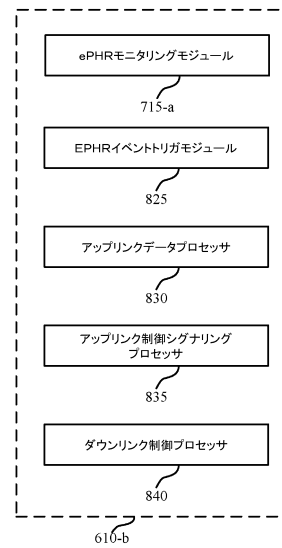 ePHRモニタリングモジュール
715-a
EPHRイベントトリガモジュール
825
アップリンクデータプロセッサ
830
アップリンク制御シグナリング
プロセッサ
835
ダウンリンク制御プロセッサ
840
610-b